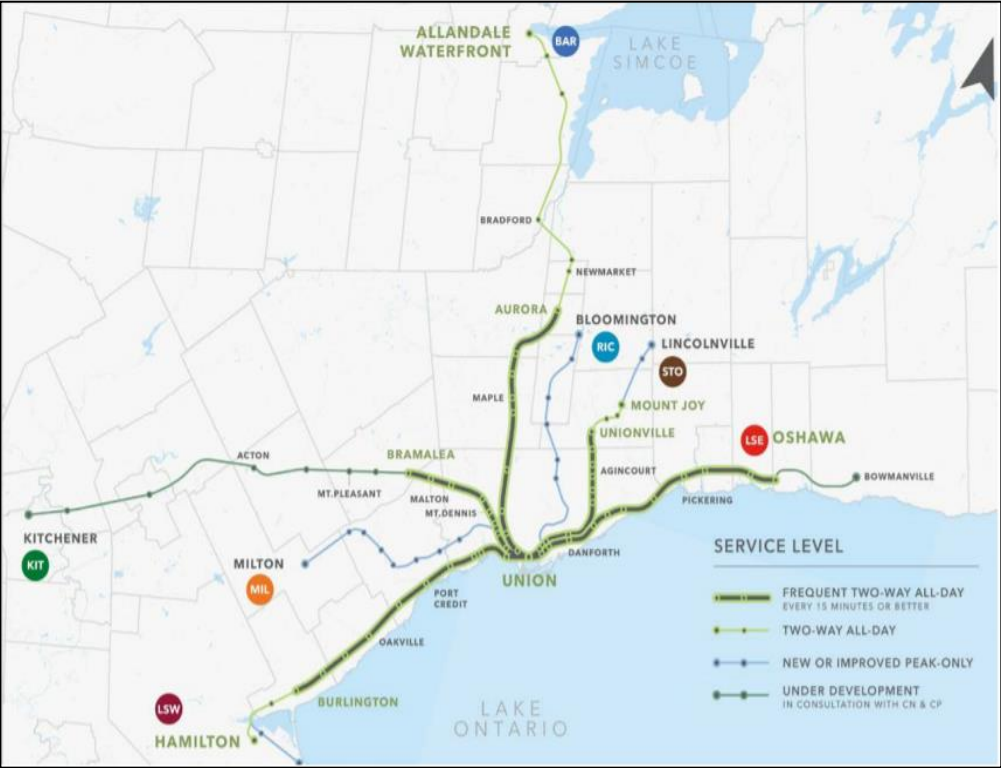 ALLANDALE
WATERFRONT
BAR
LAKE
SIMCOE
BRADFORD
NEWMARKET
AURORA
BLOOMINGTON
RIC
LINCOLNVILLE
STO
MAPLE
MOUNT JOY
UNIONVILLE
LSE
OSHAWA
ACTON
BRAMALEA
AGINCOURT
BOWMANVILLE
MT.PLEASANT
MALTON
PICKERING
MT.DENNIS
KITCHENER
KIT
MILTON
MIL
DANFORTH
UNION
PORT
CREDIT
OAKVILLE
BURLINGTON
LSW
HAMILTON
LAKE
ONTARIO
SERVICE LEVEL
FREQUENT TWO-WAY ALL-DAY
EVERY 15 MINUTES OR BETTER
TWO-WAY ALL-DAY
NEW OR IMPROVED PEAK-ONLY
UNDER DEVELOPMENT
IN CONSULTATION WITH CN & CP